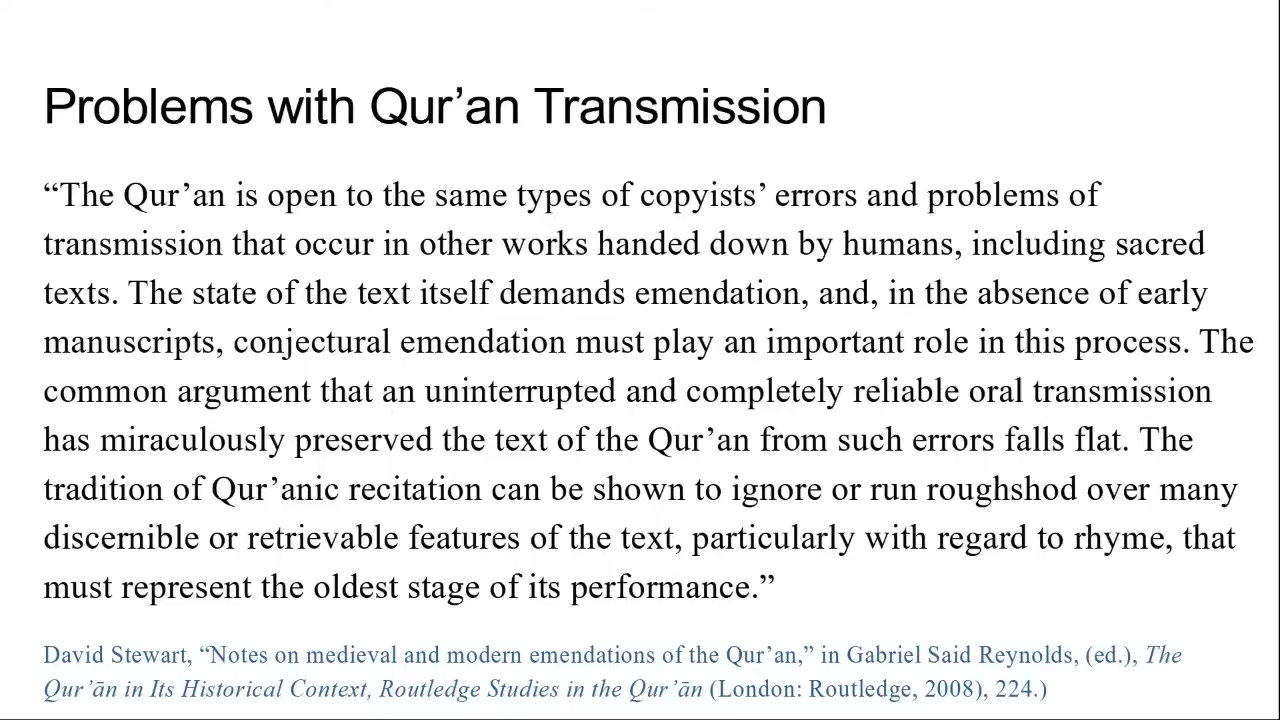 Problems with Qur’an Transmission
“The Qur’an is open to the same types of copyists’ errors and problems of
transmission that occur in other works handed down by humans, including sacred
texts. The state of the text itself demands emendation, and, in the absence of early
manuscripts, conjectural emendation must play an important role in this process. The
common argument that an uninterrupted and completely reliable oral transmission
has miraculously preserved the text of the Qur’an from such errors falls flat. The
tradition of Qur’anic recitation can be shown to ignore or run roughshod over many
discernible or retrievable features of the text, particularly with regard to rhyme, that
must represent the oldest stage of its performance.”
David Stewart, “Notes on medieval and modern emendations of the Qur’an,” in Gabriel Said Reynolds, (ed.), The
Qur’ān in Its Historical Context, Routledge Studies in the Qur’ān (London: Routledge, 2008), 224.)